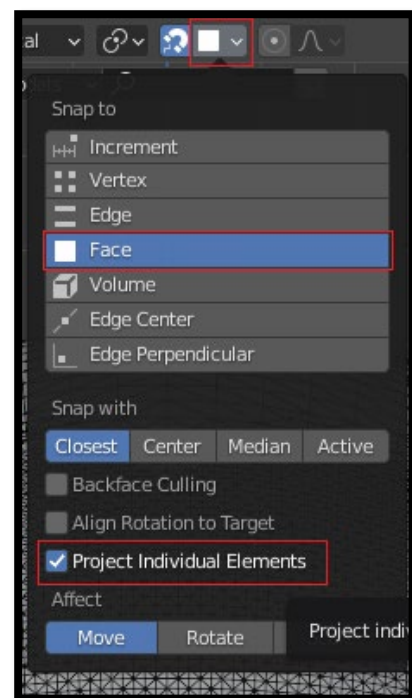 al
Snap to
Increment
Vertex
Edge
Face
Volume
Edge Center
Edge Perpendicular
Snap with
Closest Center Median Active
Backface Culling
Align Rotation to Target
Project Individual Elements
Affect
Move Rotate
Project indi